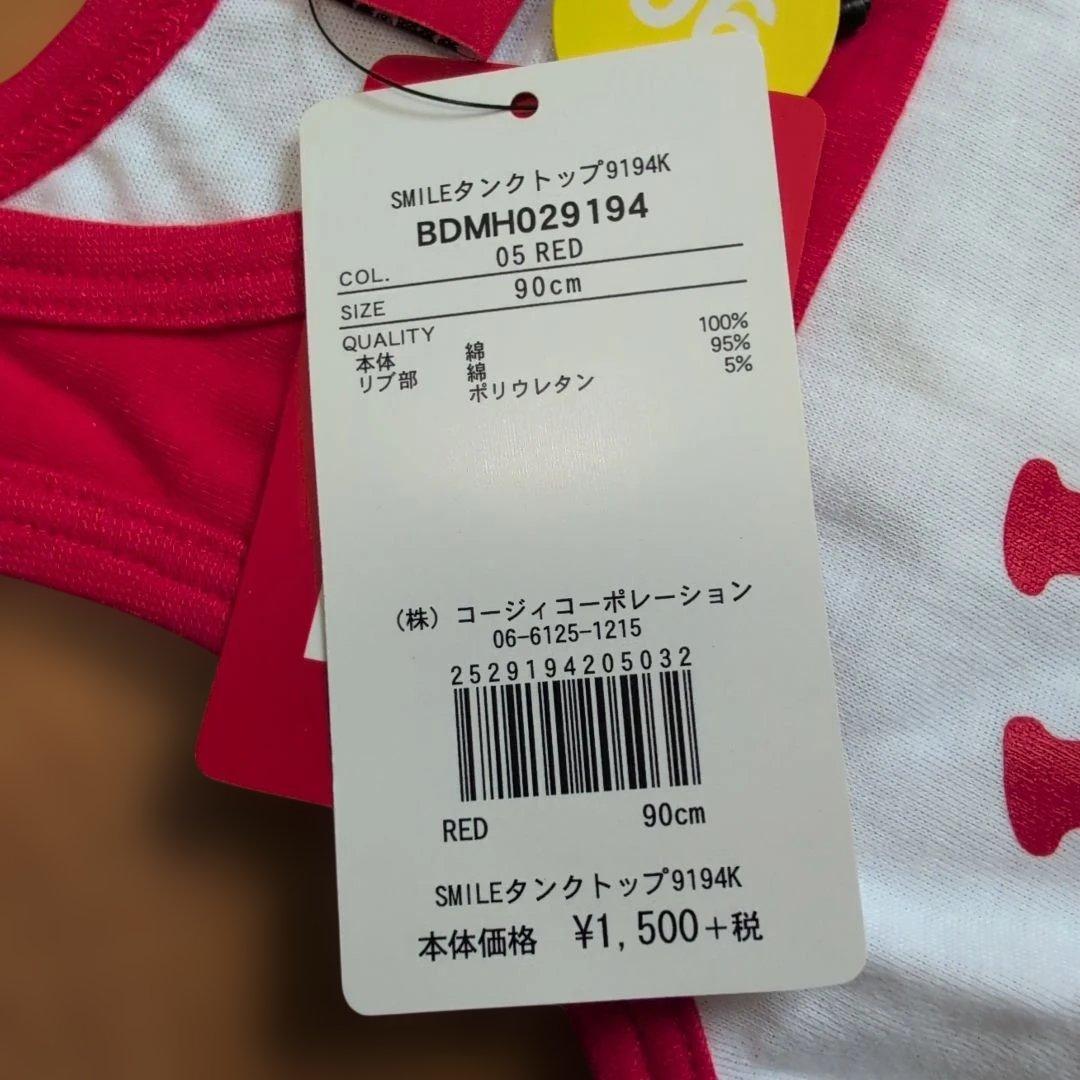 SMILEタンクトップ9194K
BDMH029194
COL. 05 RED
SIZE 90cm
QUALITY
本体 綿 100%
リブ部 綿 95%
ポリウレタン 5%
（株）コージィコーポレーション
06-6125-1215
2529194205032
RED 90cm
SMILEタンクトップ9194K
本体価格 ¥1,500+税